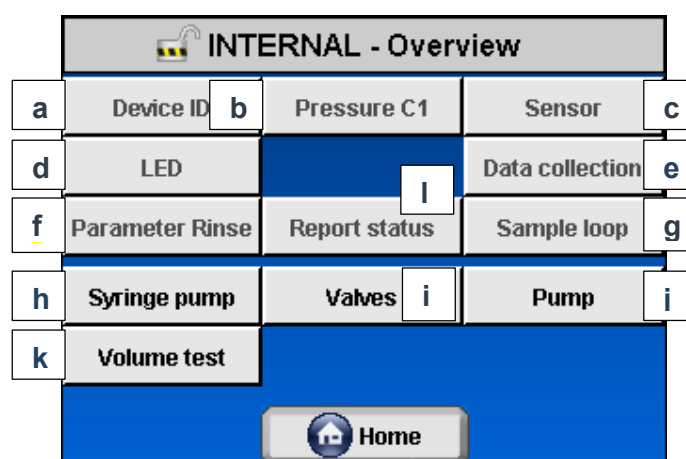 INTERNAL - Overview
a Device ID b Pressure C1 Sensor c
d LED Data collection e
l
f Parameter Rinse Report status Sample loop g
h Syringe pump Valves i Pump j
k Volume test
Home